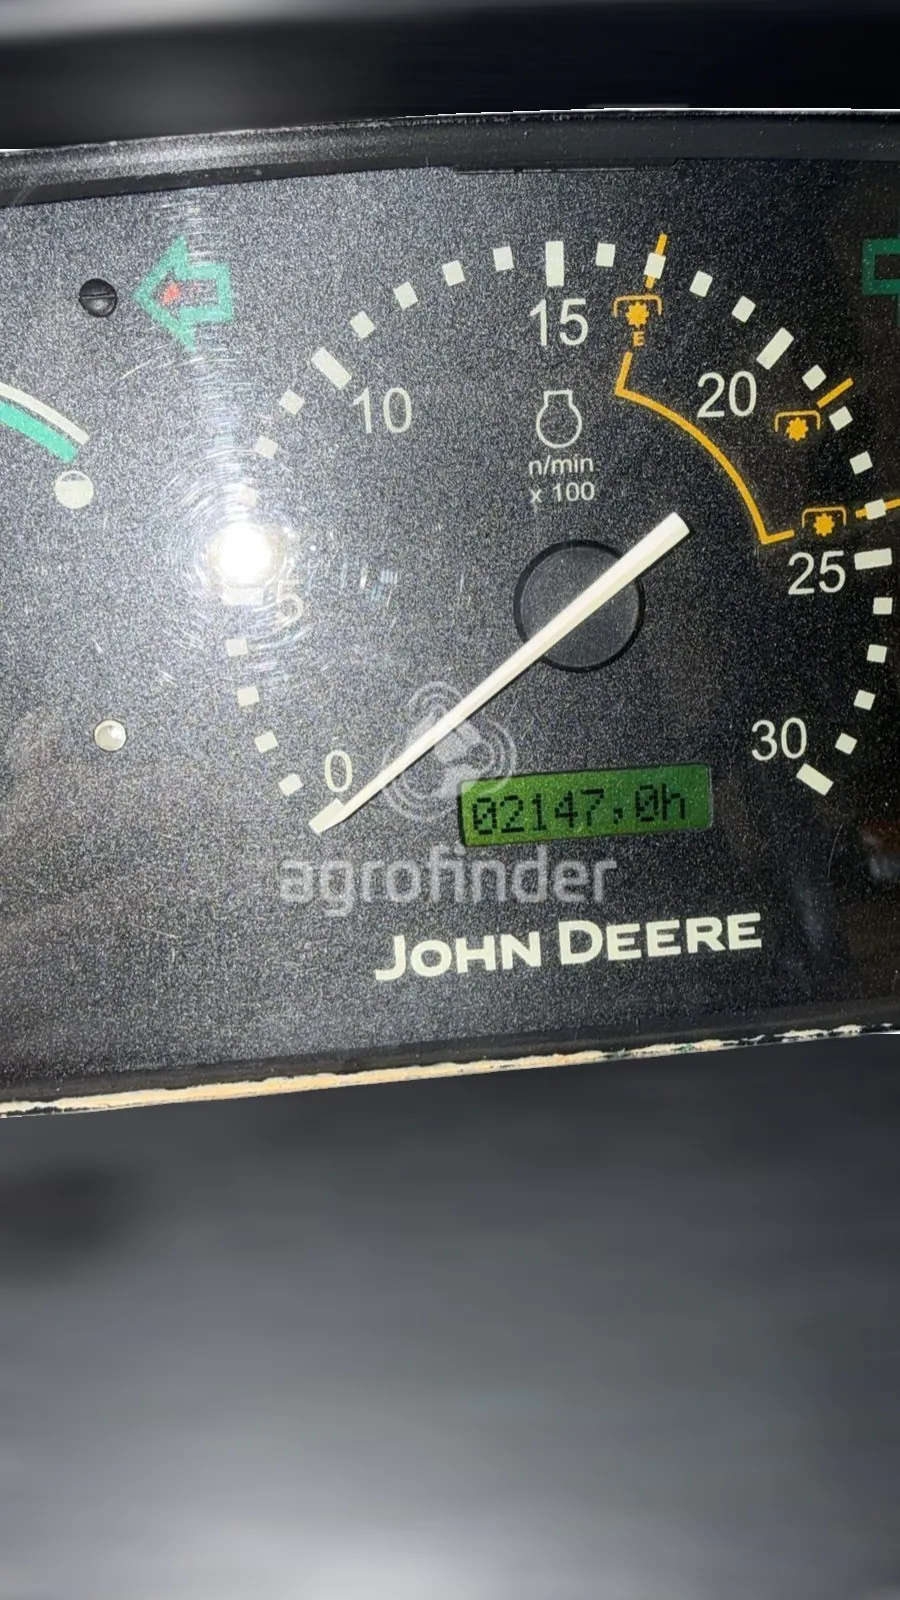 15
10
20
n/min
x 100
E
25
5
0
30
02147,0h
agrofinder
JOHN DEERE